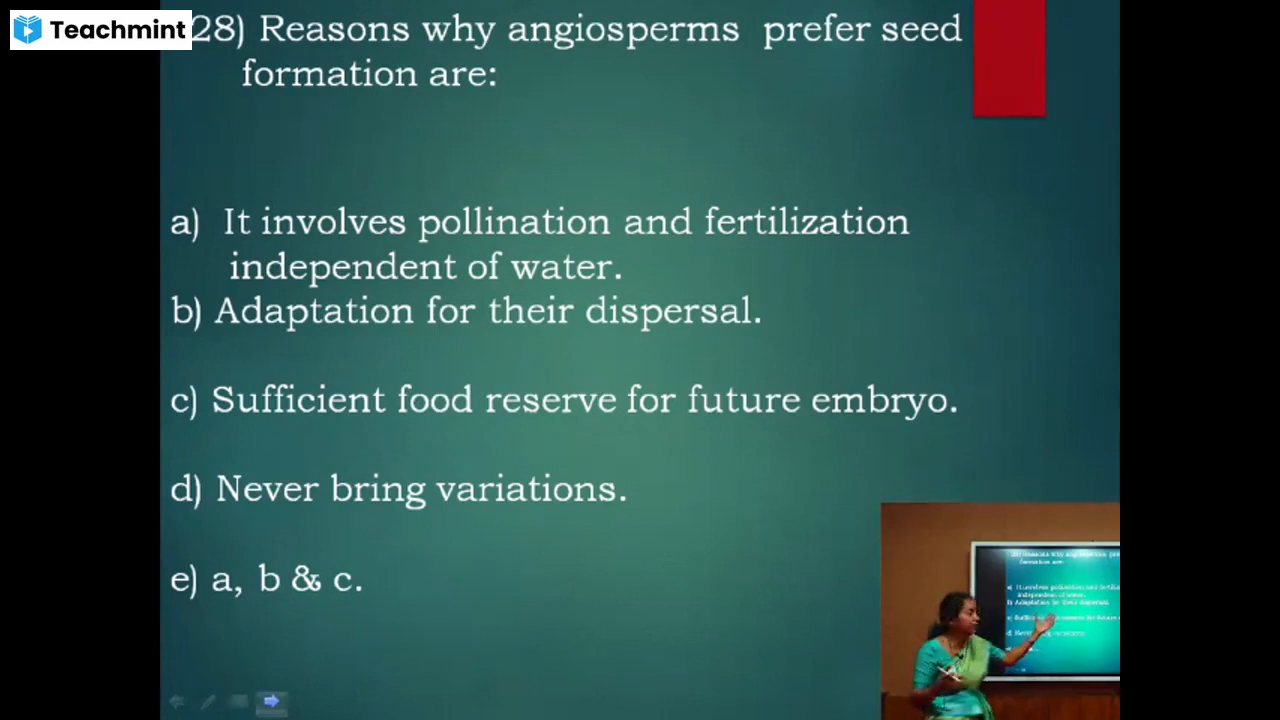 Teachmint
28) Reasons why angiosperms prefer seed
formation are:
a) It involves pollination and fertilization
independent of water.
b) Adaptation for their dispersal.
c) Sufficient food reserve for future embryo.
d) Never bring variations.
e) a, b & c.